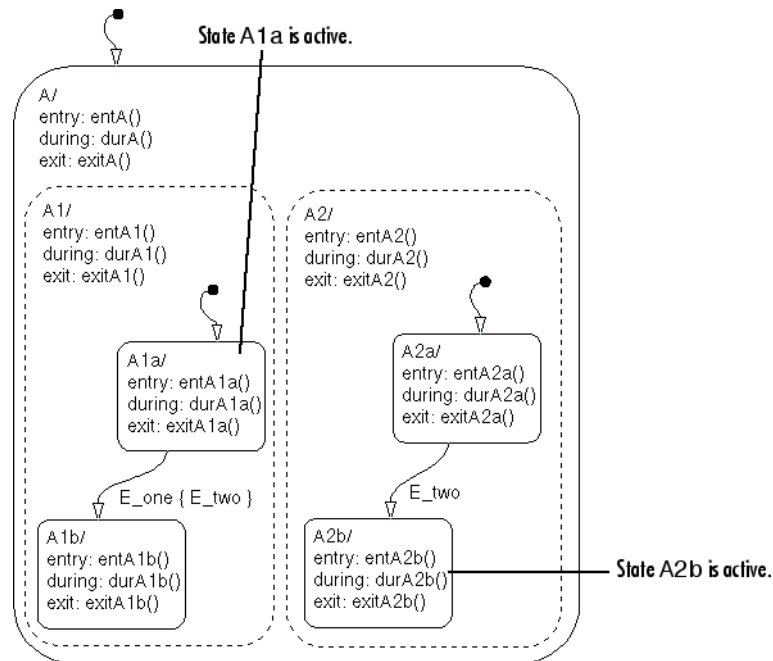 State A1a is active.
A/
entry: entA()
during: durA()
exit: exitA()
A1/
entry: entA1()
during: durA1()
exit: exitA1()
A2/
entry: entA2()
during: durA2()
exit: exitA2()
A1a/
entry: entA1a()
during: durA1a()
exit: exitA1a()
A2a/
entry: entA2a()
during: durA2a()
exit: exitA2a()
E_one { E_two }
E_two
A1b/
entry: entA1b()
during: durA1b()
exit: exitA1b()
A2b/
entry: entA2b()
during: durA2b()
exit: exitA2b()
State A2b is active.